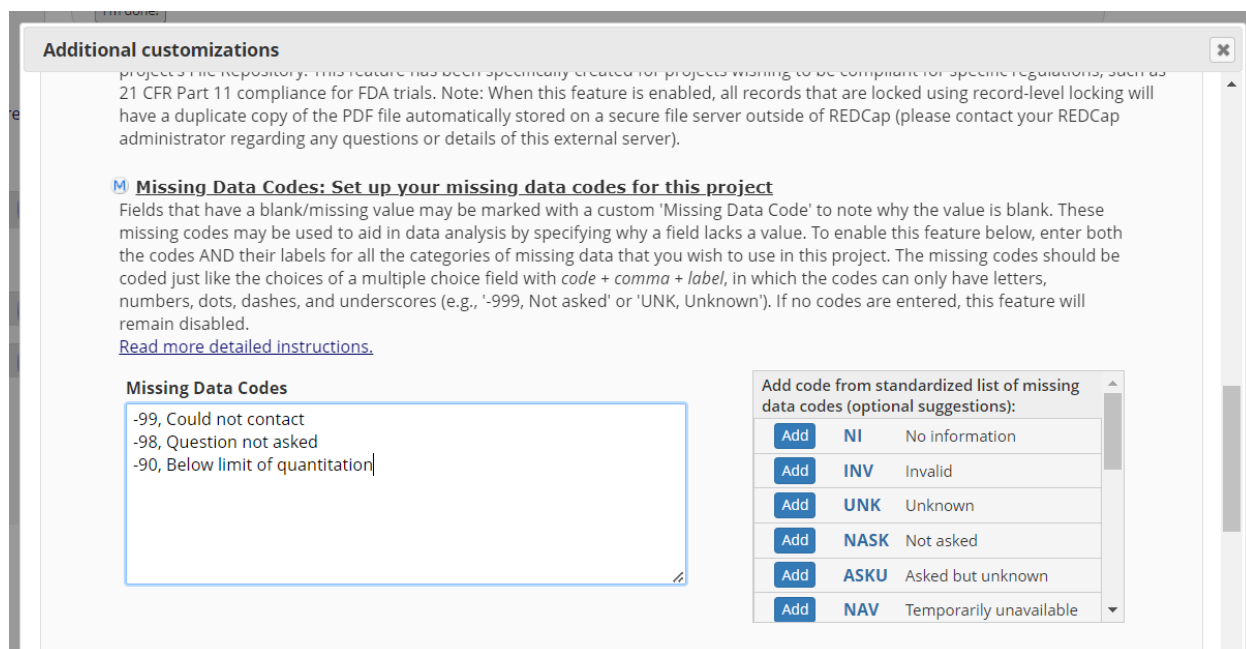 I'm done!
Additional customizations
project's File Repository. This feature has been specifically created for projects wishing to be compliant for specific regulations, such as
21 CFR Part 11 compliance for FDA trials. Note: When this feature is enabled, all records that are locked using record-level locking will
have a duplicate copy of the PDF file automatically stored on a secure file server outside of REDCap (please contact your REDCap
administrator regarding any questions or details of this external server).
M Missing Data Codes: Set up your missing data codes for this project
Fields that have a blank/missing value may be marked with a custom 'Missing Data Code' to note why the value is blank. These
missing codes may be used to aid in data analysis by specifying why a field lacks a value. To enable this feature below, enter both
the codes AND their labels for all the categories of missing data that you wish to use in this project. The missing codes should be
coded just like the choices of a multiple choice field with code + comma + label, in which the codes can only have letters,
numbers, dots, dashes, and underscores (e.g., '-999, Not asked' or 'UNK, Unknown'). If no codes are entered, this feature will
remain disabled.
Read more detailed instructions.
Missing Data Codes
-99, Could not contact
-98, Question not asked
-90, Below limit of quantitation
Add code from standardized list of missing
data codes (optional suggestions):
Add NI No information
Add INV Invalid
Add UNK Unknown
Add NASK Not asked
Add ASKU Asked but unknown
Add NAV Temporarily unavailable